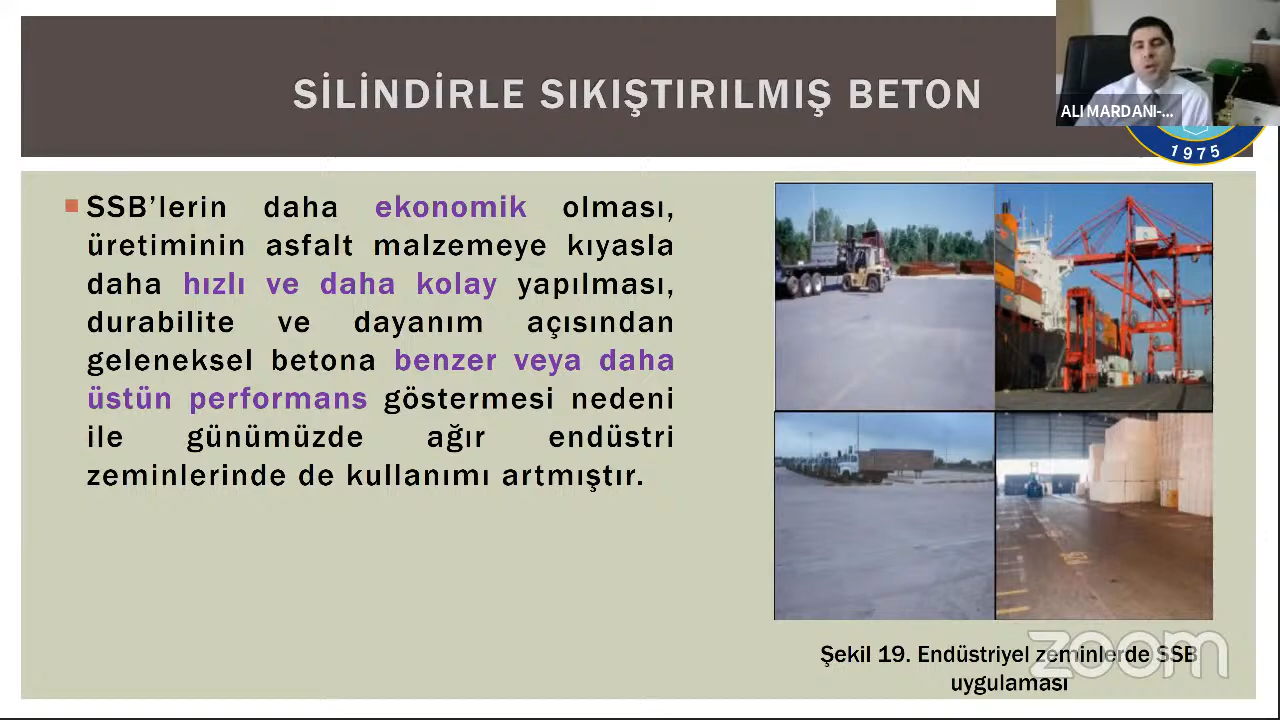 SİLİNDİRLE SIKIŞTIRILMIŞ BETON
ALI MARDANI-...
1975
SSB’lerin daha ekonomik olması,
üretiminin asfalt malzemeye kıyasla
daha hızlı ve daha kolay yapılması,
durabilite ve dayanım açısından
geleneksel betona benzer veya daha
üstün performans göstermesi nedeni
ile günümüzde ağır endüstri
zeminlerinde de kullanımı artmıştır.
Şekil 19. Endüstriyel zeminlerde SSB
uygulaması
zoom